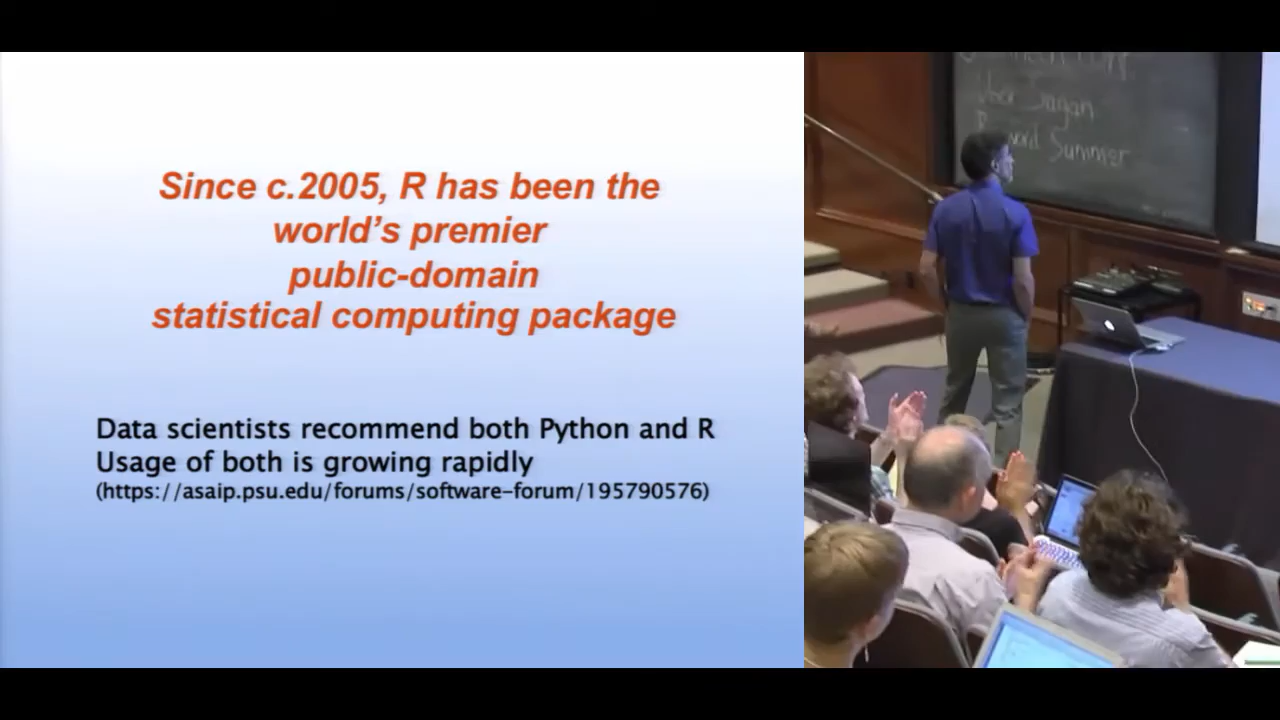 Since c.2005, R has been the
world's premier
public-domain
statistical computing package
Data scientists recommend both Python and R
Usage of both is growing rapidly
(https://asaip.psu.edu/forums/software-forum/195790576)
Sagan
Summer